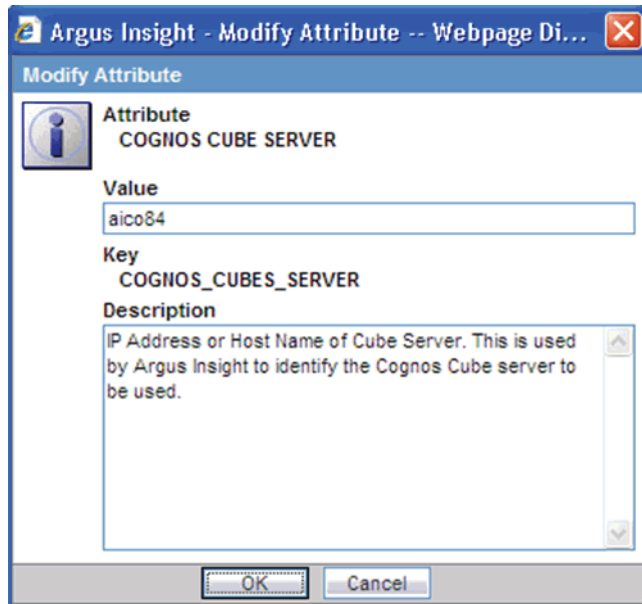 Argus Insight - Modify Attribute -- Webpage Di...
Modify Attribute
Attribute
COGNOS CUBE SERVER
Value
aico84
Key
COGNOS_CUBES_SERVER
Description
IP Address or Host Name of Cube Server. This is used
by Argus Insight to identify the Cognos Cube server to
be used.
OK
Cancel